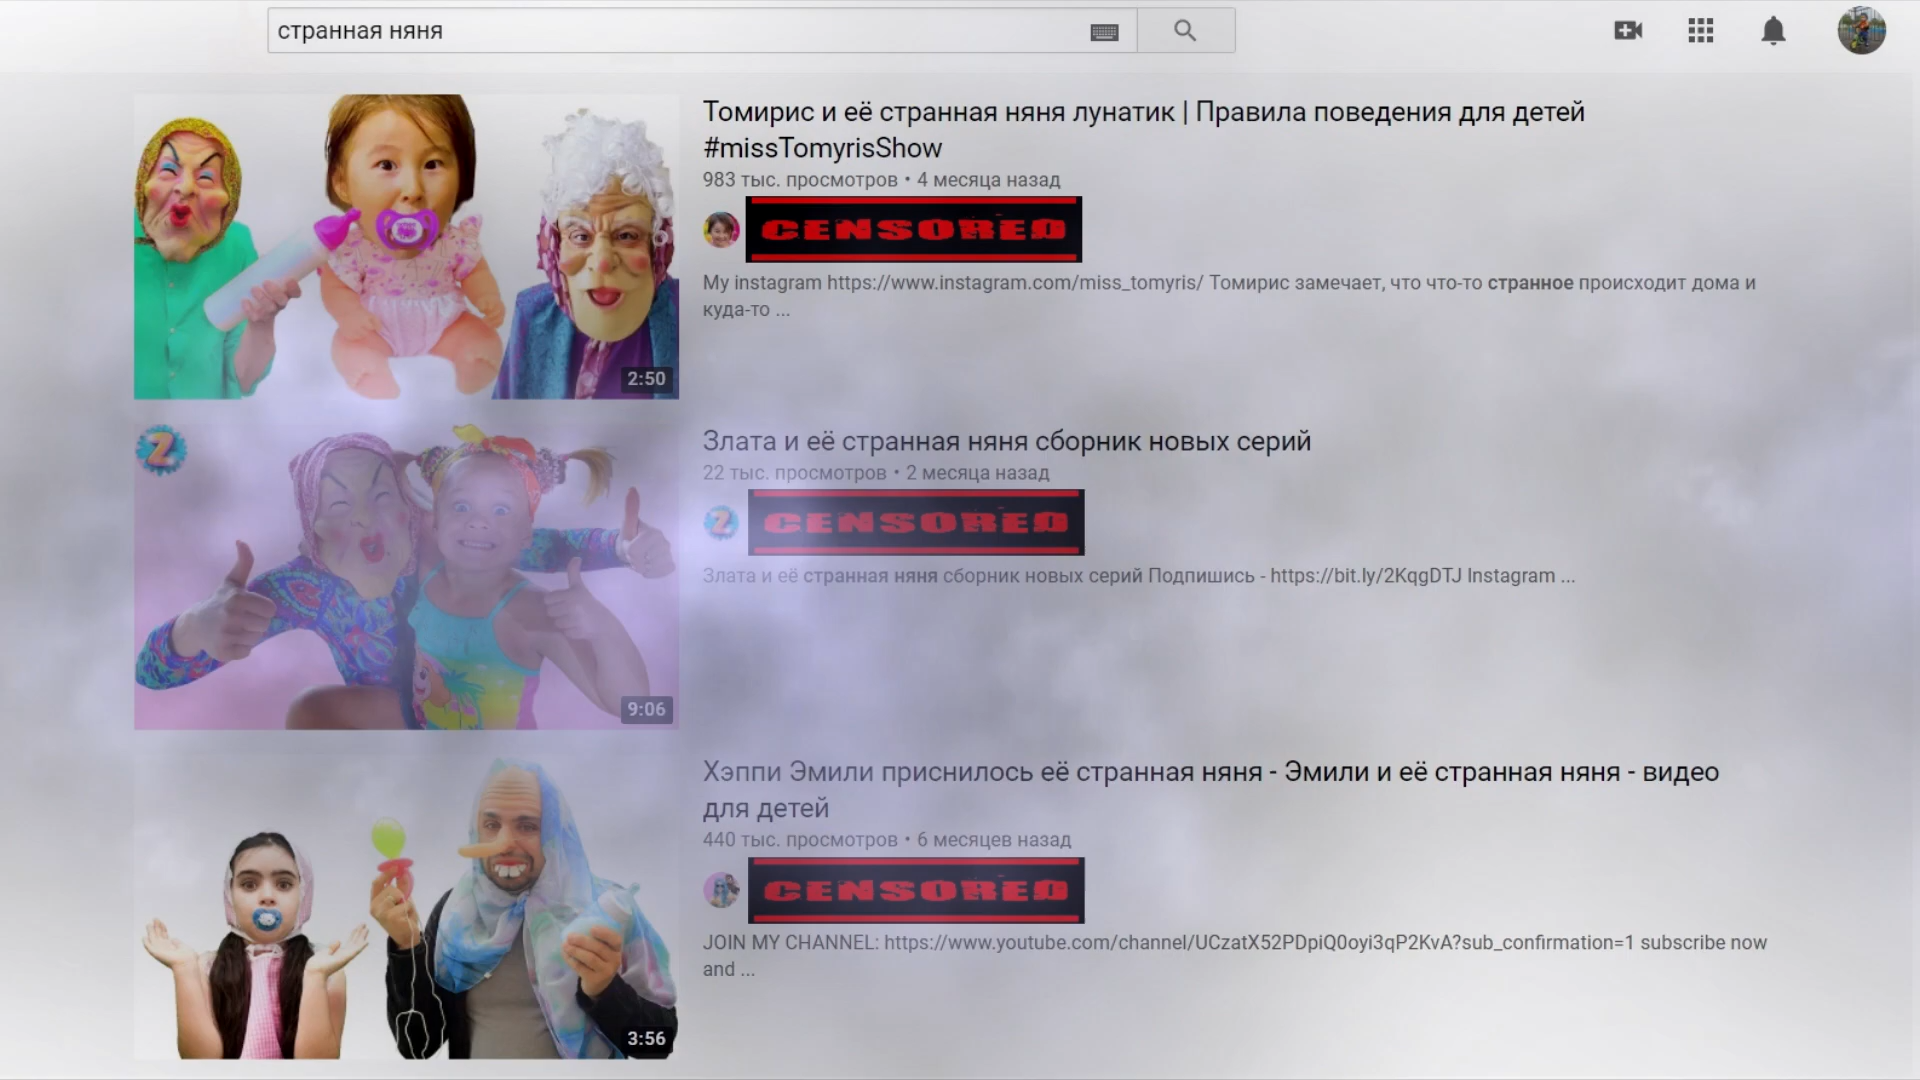 странная няня
Томирис и её странная няня лунатик | Правила поведения для детей
#missTomyrisShow
983 тыс. просмотров • 4 месяца назад
CENSORED
My instagram https://www.instagram.com/miss_tomyris/ Томирис замечает, что что-то странное происходит дома и
куда-то ...
2:50
Z
Злата и её странная няня сборник новых серий
22 тыс. просмотров • 2 месяца назад
Z
CENSORED
Злата и её странная няня сборник новых серий Подпишись - https://bit.ly/2KqgDTJ Instagram ...
9:06
Хэппи Эмили приснилось её странная няня - Эмили и её странная няня - видео
для детей
440 тыс. просмотров • 6 месяцев назад
CENSORED
JOIN MY CHANNEL: https://www.youtube.com/channel/UCzatX52PDpiQ0oyi3qP2KvA?sub_confirmation=1 subscribe now
and ...
3:56